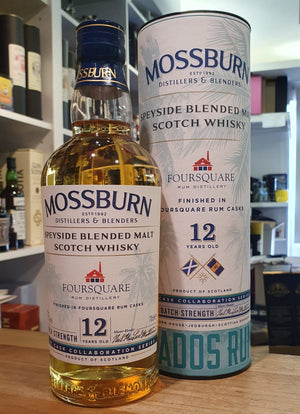 MOSSBURN
ESTD 1992
DISTILLERS & BLENDERS
SPEYSIDE BLENDED MALT
SCOTCH WHISKY
FOURSQUARE
RUM DISTILLERY
FINISHED IN FOURSQUARE RUM CASKS
STRENGTH
12
YEARS OLD
CASK COLLABORATION SERIES
PRODUCT OF SCOTLAND
MOSSBURN
ESTD 1992
DISTILLERS & BLENDERS
SPEYSIDE BLENDED MALT
SCOTCH WHISKY
FOURSQUARE
RUM DISTILLERY
FINISHED IN
FOURSQUARE RUM CASKS
12
YEARS OLD
CASK COLLABORATION SERIES
BATCH STRENGTH
PRODUCT OF SCOTLAND
ADOS RU